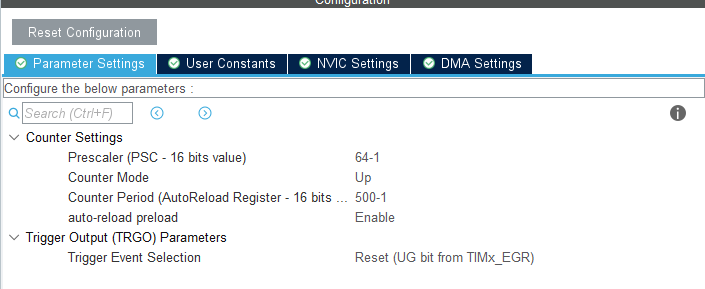 Configuration
Reset Configuration
Parameter Settings User Constants NVIC Settings DMA Settings
Configure the below parameters :
Search (Ctrl+F)
Counter Settings
Prescaler (PSC - 16 bits value) 64-1
Counter Mode Up
Counter Period (AutoReload Register - 16 bits ... 500-1
auto-reload preload Enable
Trigger Output (TRGO) Parameters
Trigger Event Selection Reset (UG bit from TIMx_EGR)